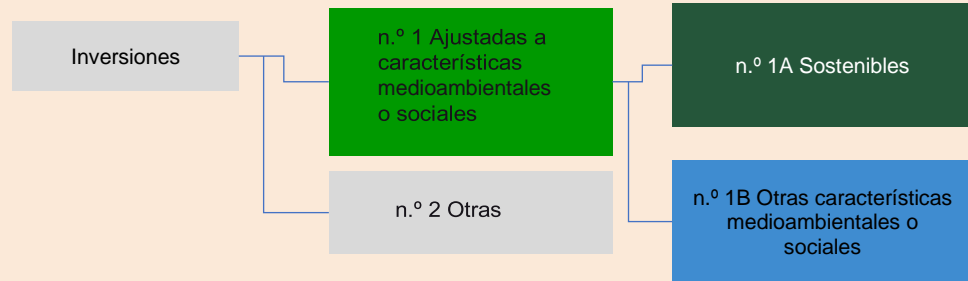 Inversiones
n.º 1 Ajustadas a
características
medioambientales
o sociales
n.º 2 Otras
n.º 1A Sostenibles
n.º 1B Otras características
medioambientales o
sociales